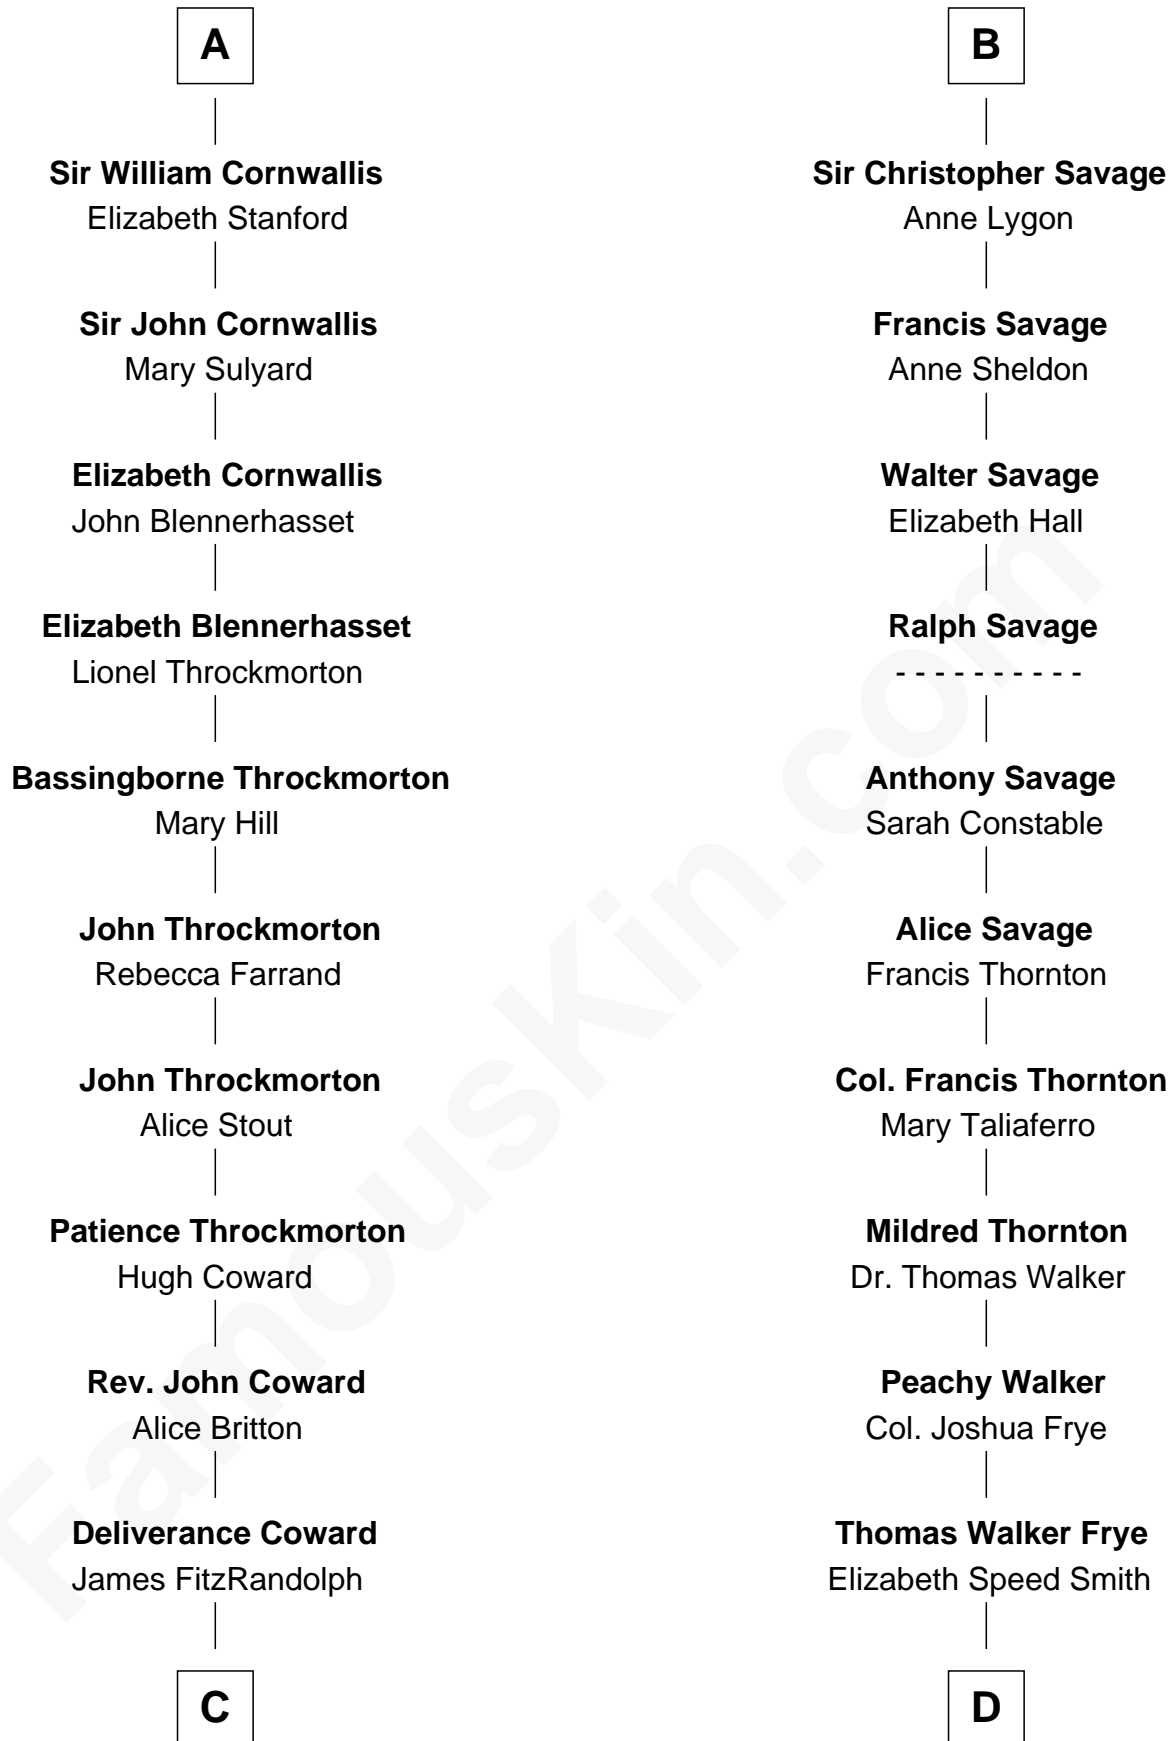 A
Sir William Cornwallis
Elizabeth Stanford
Sir John Cornwallis
Mary Sulyard
Elizabeth Cornwallis
John Blennerhasset
Elizabeth Blennerhasset
Lionel Throckmorton
Bassingborne Throckmorton
Mary Hill
John Throckmorton
Rebecca Farrand
John Throckmorton
Alice Stout
Patience Throckmorton
Hugh Coward
Rev. John Coward
Alice Britton
Deliverance Coward
James FitzRandolph
C
B
Sir Christopher Savage
Anne Lygon
Francis Savage
Anne Sheldon
Walter Savage
Elizabeth Hall
Ralph Savage
- - - - - - - - - -
Anthony Savage
Sarah Constable
Alice Savage
Francis Thornton
Col. Francis Thornton
Mary Taliaferro
Mildred Thornton
Dr. Thomas Walker
Peachy Walker
Col. Joshua Frye
Thomas Walker Frye
Elizabeth Speed Smith
D
FamousKin.com